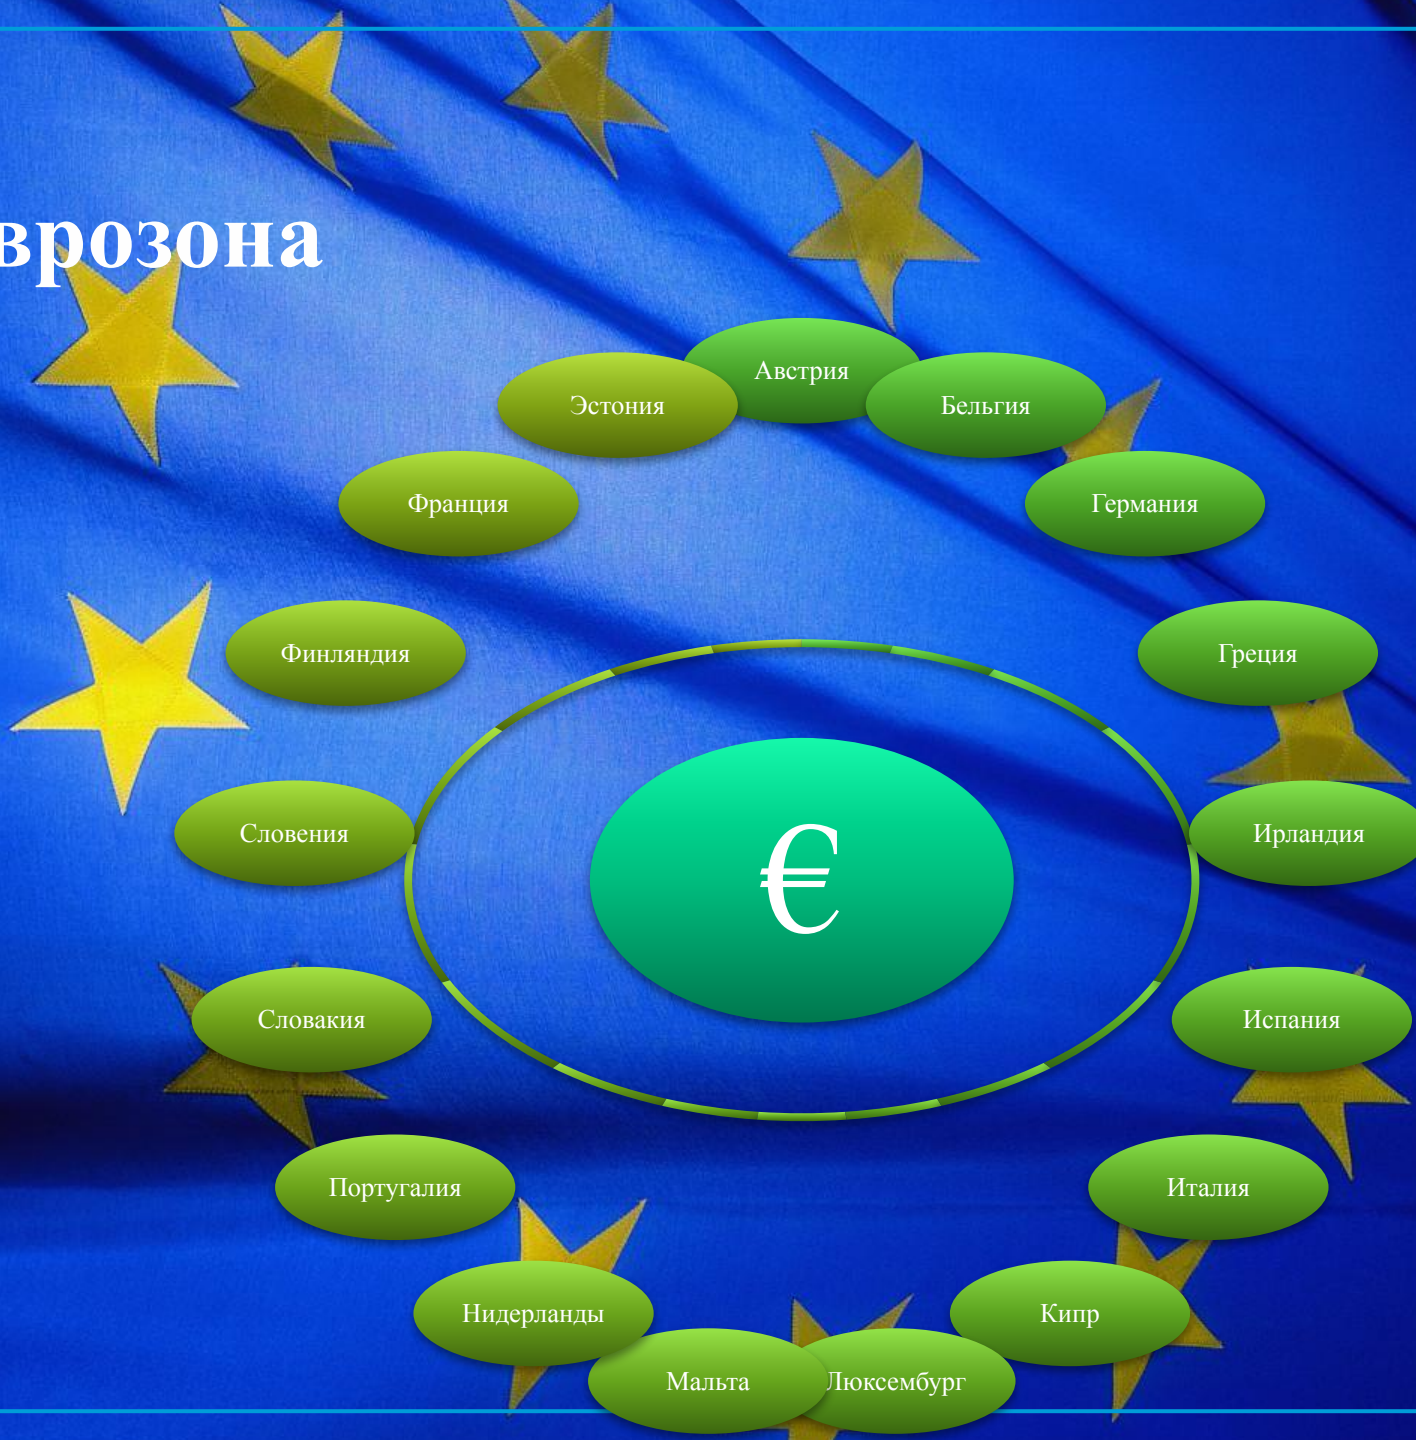 врозона
Австрия
Бельгия
Германия
Греция
Ирландия
Испания
Италия
Кипр
Люксембург
Мальта
Нидерланды
Португалия
Словакия
Словения
Финляндия
Франция
Эстония
€